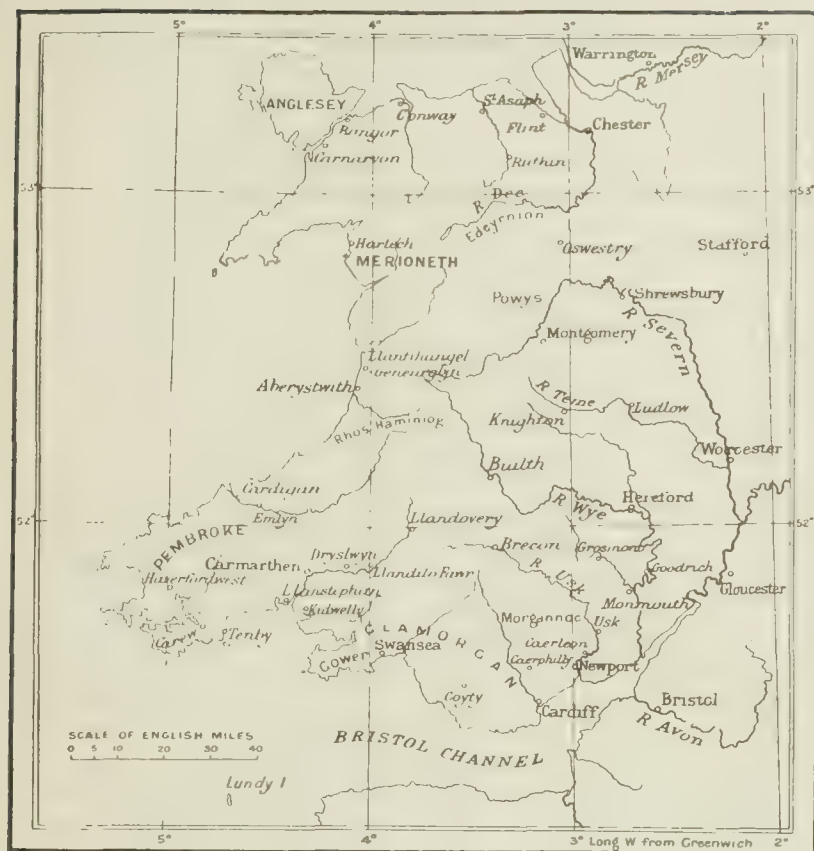 5°
4°
3°
2°
Warrington
R Mersey
ANGLESEY
Conway
St Asaph
Bangor
Flint
Chester
Carnarvon
Ruthin
53°
53
R Dee
Edeyrnion
Harlech
Oswestry
Stafford
MERIONETH
Powys
Shrewsbury
R Severn
Montgomery
Llanfihangel
Geneurglyn
Aberystwith
R Teme
Ludlow
Knighton
Rhos Haminiog
Worcester
Builth
Cardigan
Hereford
R Wye
52°
52
Emlyn
Llandovery
PEMBROKE
Brecon
Grosmont
Carmarthen
Dryslwyn
Goodrich
Haverfordwest
Llandilo Fawr
R Usk
Gloucester
Llanstephan
Monmouth
Kidwelly
Morgannoc
Usk
Carew
Tenby
GLAMORGAN
Caerleon
Gower
Swansea
Caerphilly
Newport
Coyty
Bristol
Cardiff
R Avon
SCALE OF ENGLISH MILES
0 5 10 20 30 40
BRISTOL CHANNEL
Lundy I
5°
4°
3° Long W from Greenwich
2°